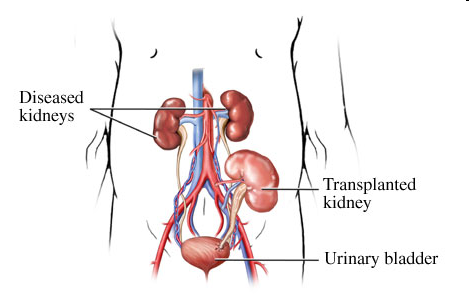 Diseased
kidneys
Transplanted
kidney
Urinary bladder